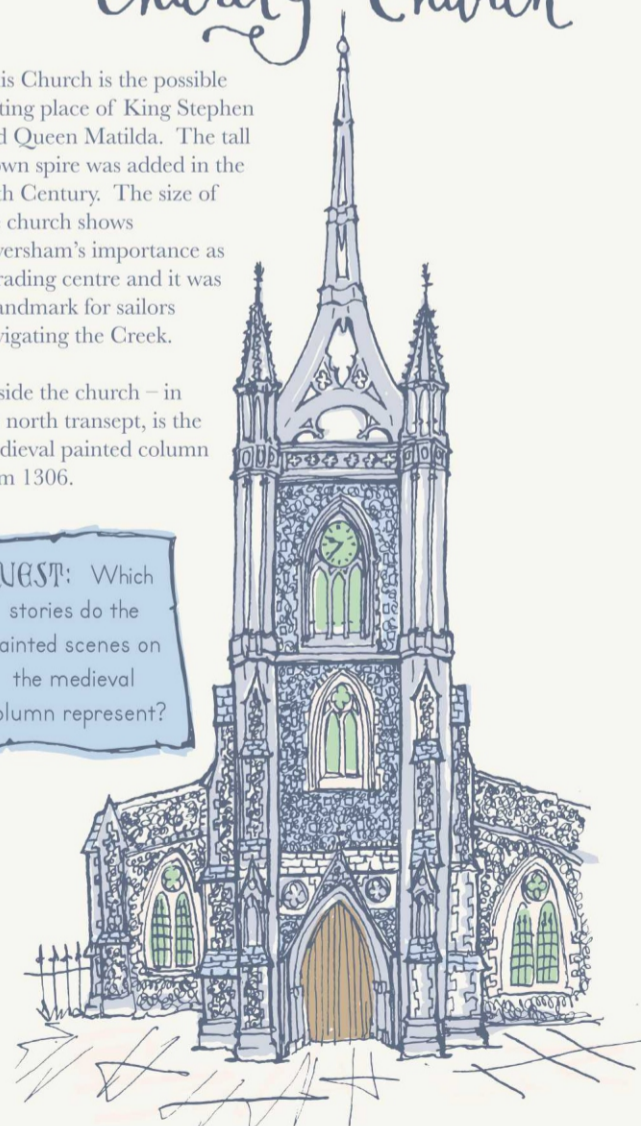 Charity Church
is Church is the possible
ting place of King Stephen
d Queen Matilda. The tall
own spire was added in the
th Century. The size of
church shows
versham's importance as
rading centre and it was
andmark for sailors
vigating the Creek.
side the church – in
north transept, is the
dieval painted column
m 1306.
UEST: Which
stories do the
ainted scenes on
the medieval
olumn represent?